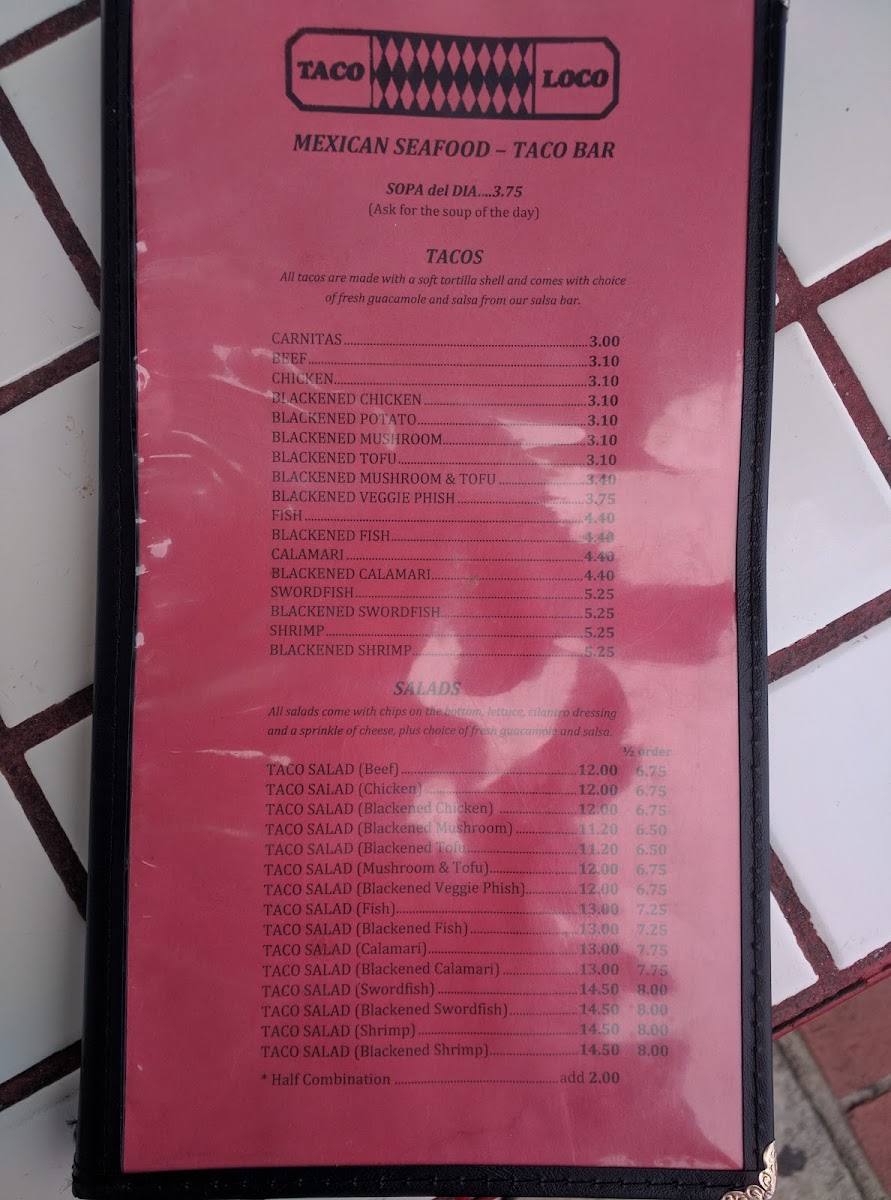 TACO LOCO
MEXICAN SEAFOOD – TACO BAR
SOPA del DIA....3.75
(Ask for the soup of the day)
TACOS
All tacos are made with a soft tortilla shell and comes with choice
of fresh guacamole and salsa from our salsa bar.
CARNITAS 3.00
BEEF 3.10
CHICKEN 3.10
BLACKENED CHICKEN 3.10
BLACKENED POTATO 3.10
BLACKENED MUSHROOM 3.10
BLACKENED TOFU 3.10
BLACKENED MUSHROOM & TOFU 3.40
BLACKENED VEGGIE PHISH 3.75
FISH 4.40
BLACKENED FISH 4.40
CALAMARI 4.40
BLACKENED CALAMARI 4.40
SWORDFISH 5.25
BLACKENED SWORDFISH 5.25
SHRIMP 5.25
BLACKENED SHRIMP 5.25
SALADS
All salads come with chips on the bottom, lettuce, cilantro dressing
and a sprinkle of cheese, plus choice of fresh guacamole and salsa.
½ order
TACO SALAD (Beef) 12.00 6.75
TACO SALAD (Chicken) 12.00 6.75
TACO SALAD (Blackened Chicken) 12.00 6.75
TACO SALAD (Blackened Mushroom) 11.20 6.50
TACO SALAD (Blackened Tofu 11.20 6.50
TACO SALAD (Mushroom & Tofu) 12.00 6.75
TACO SALAD (Blackened Veggie Phish) 12.00 6.75
TACO SALAD (Fish) 13.00 7.25
TACO SALAD (Blackened Fish) 13.00 7.25
TACO SALAD (Calamari) 13.00 7.75
TACO SALAD (Blackened Calamari) 13.00 7.75
TACO SALAD (Swordfish) 14.50 8.00
TACO SALAD (Blackened Swordfish) 14.50 8.00
TACO SALAD (Shrimp) 14.50 8.00
TACO SALAD (Blackened Shrimp) 14.50 8.00
* Half Combination add 2.00